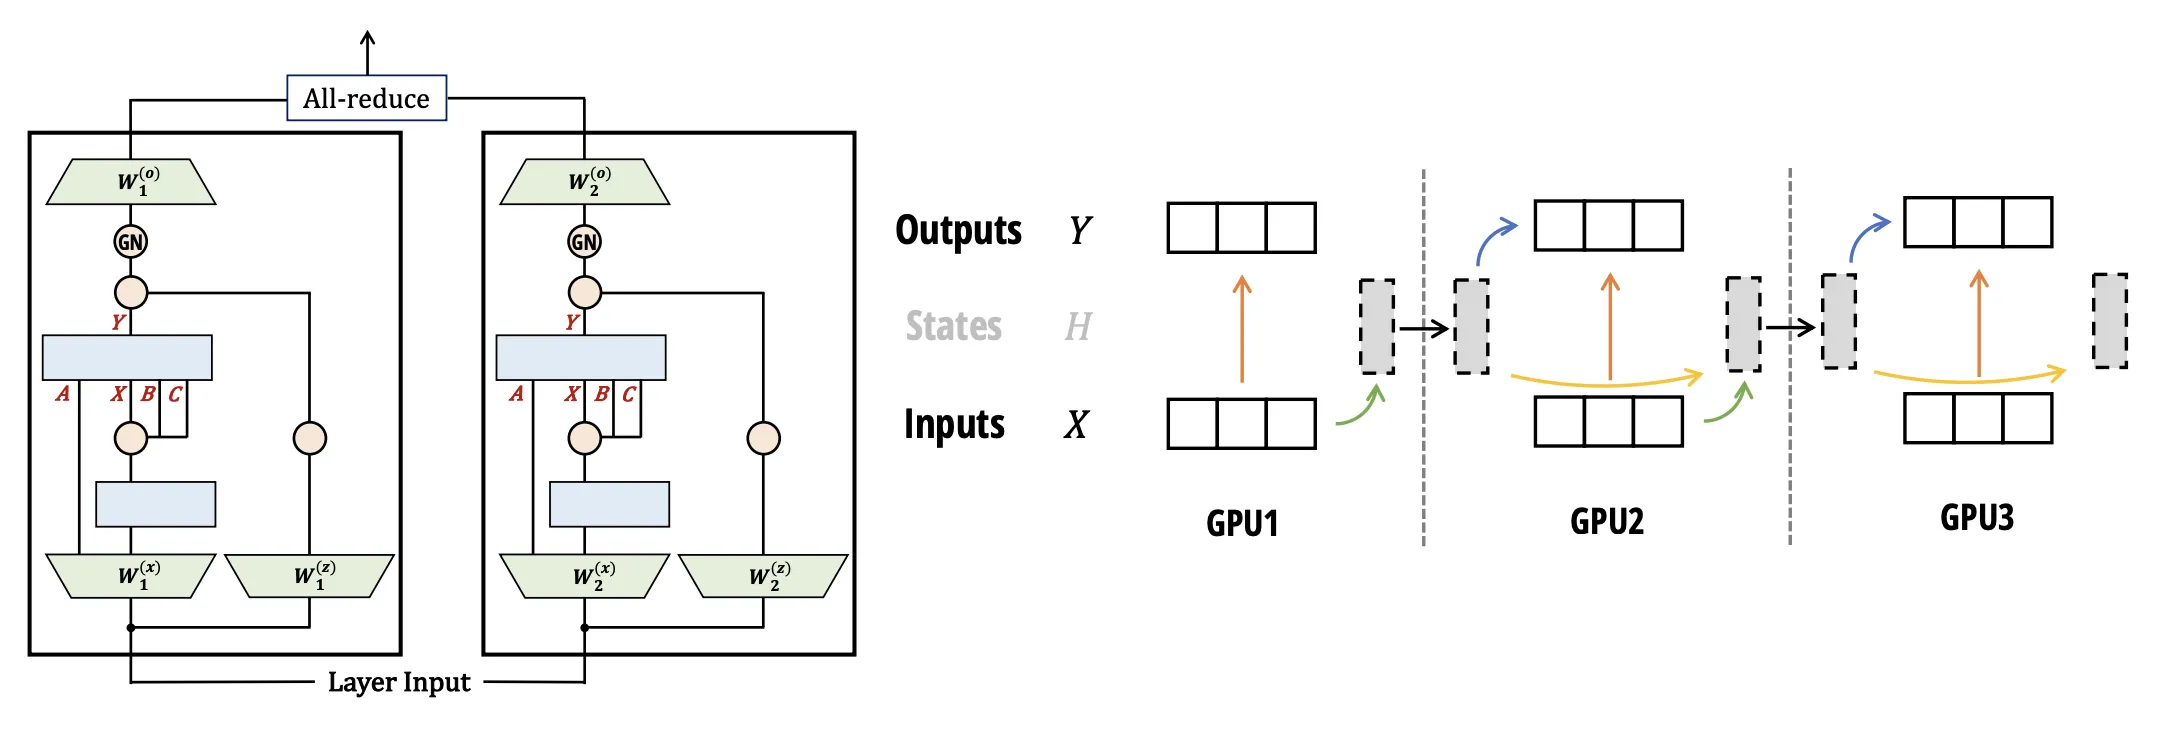 All-reduce
W_1^{(o)}
GN
Y
A X B C
W_1^{(x)} W_1^{(z)}
W_2^{(o)}
GN
Y
A X B C
W_2^{(x)} W_2^{(z)}
Layer Input
Outputs Y
States H
Inputs X
GPU1 GPU2 GPU3